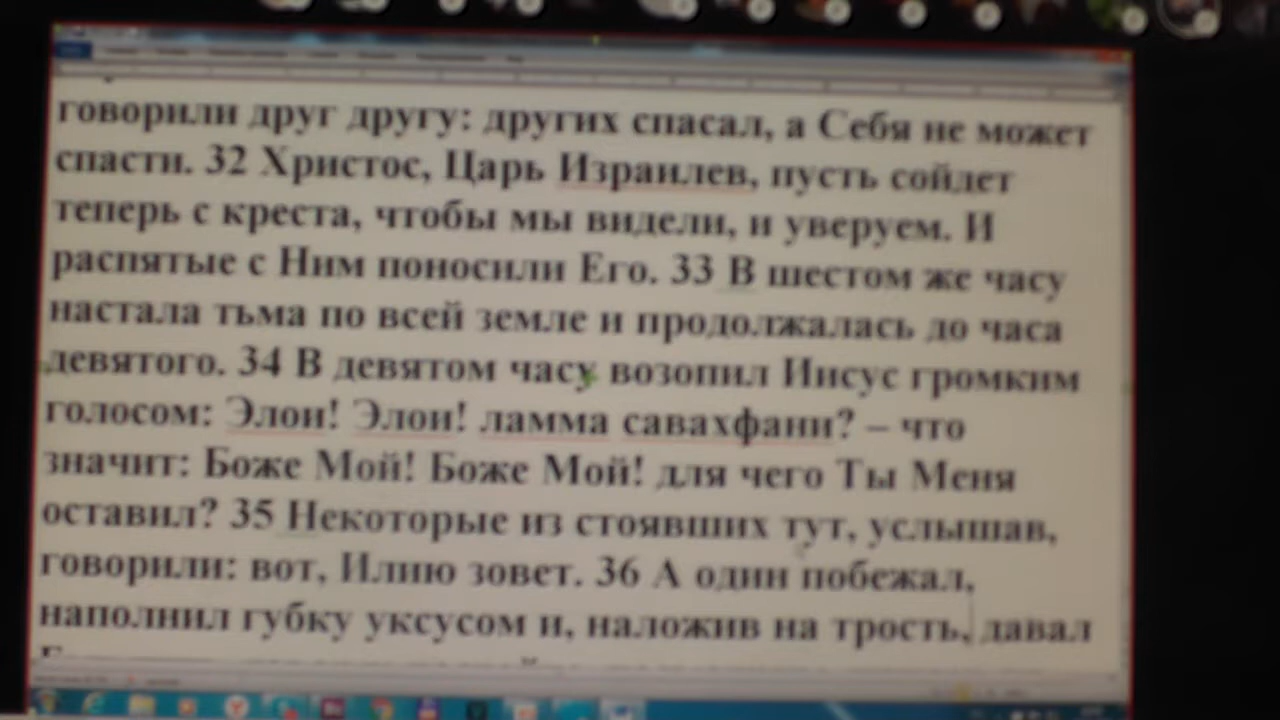 говорили друг другу: других спасал, а Себя не может
спасти. 32 Христос, Царь Израилев, пусть сойдет
теперь с креста, чтобы мы видели, и уверуем. И
распятые с Ним поносили Его. 33 В шестом же часу
настала тьма по всей земле и продолжалась до часа
девятого. 34 В девятом часу возопил Иисус громким
голосом: Элои! Элои! ламма савахфани? – что
значит: Боже Мой! Боже Мой! для чего Ты Меня
оставил? 35 Некоторые из стоявших тут, услышав,
говорили: вот, Илию зовет. 36 А один побежал,
наполнил губку уксусом и, наложив на трость, давал